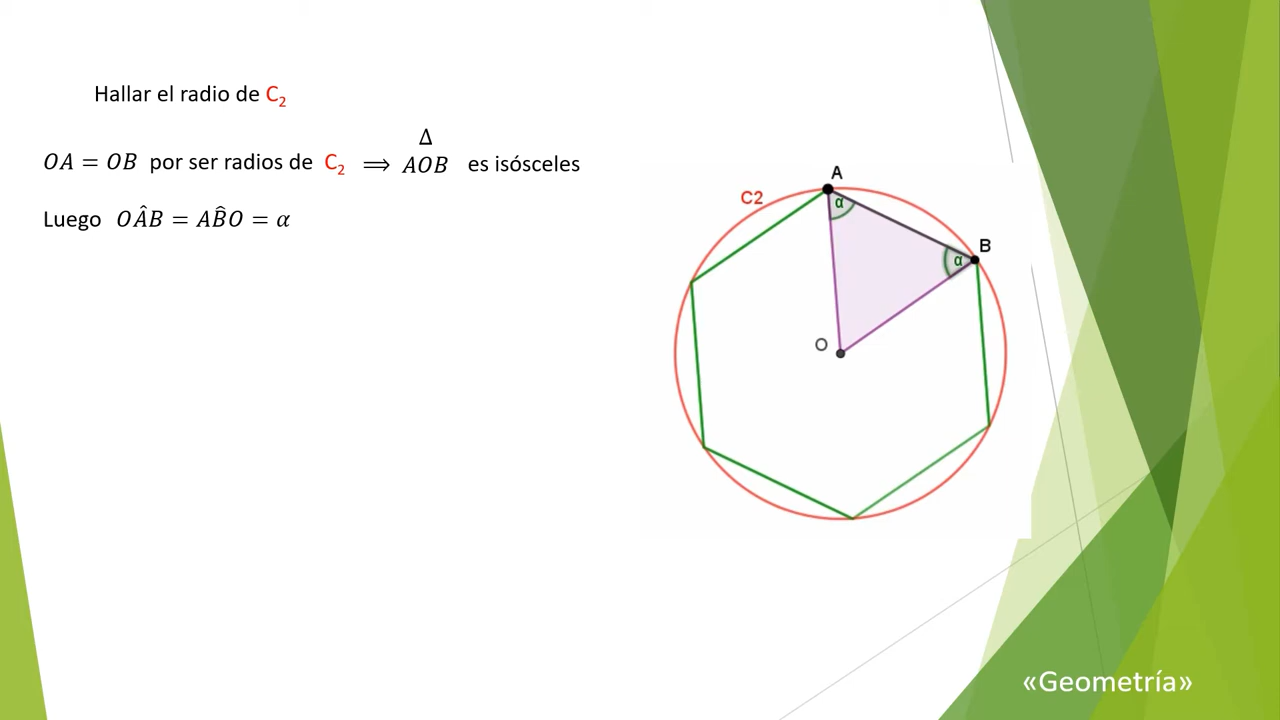 Hallar el radio de C₂
Δ
OA = OB por ser radios de C₂ ⟹ AOB es isósceles
Luego OÂB = AB̂O = α
A
C2
α
B
α
O
«Geometría»